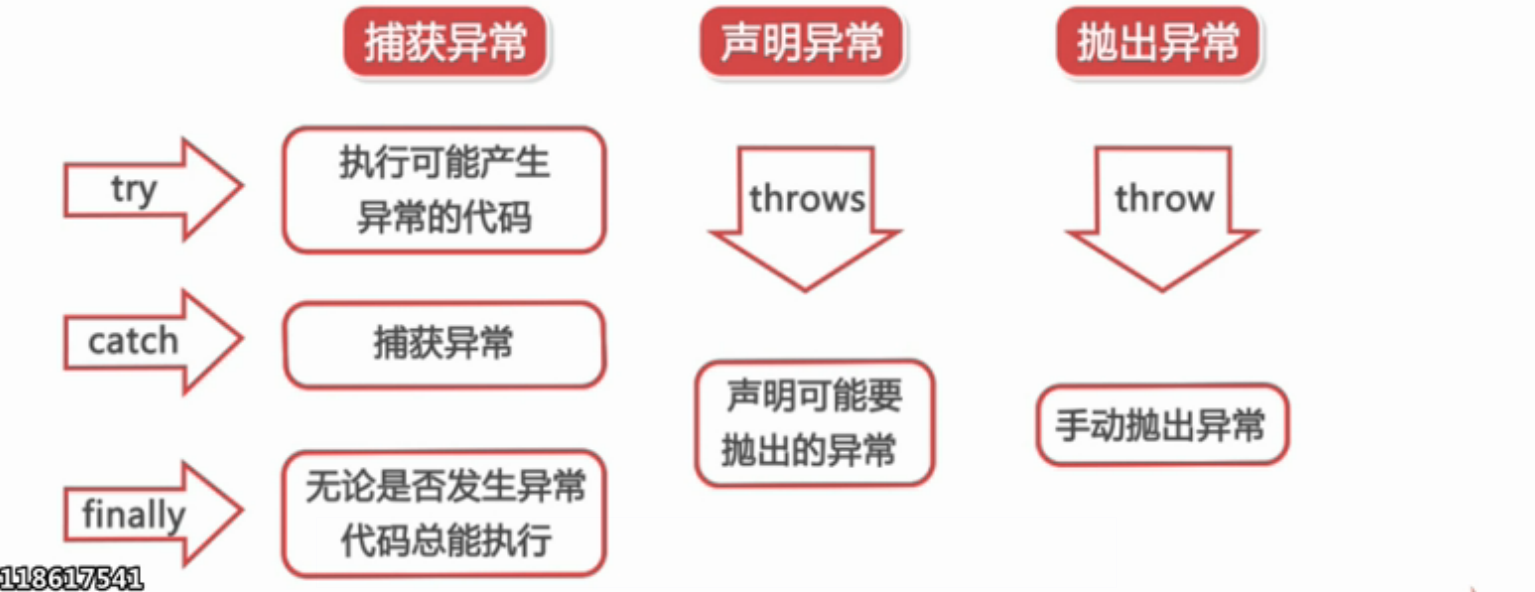 捕获异常
声明异常
抛出异常
try
执行可能产生
异常的代码
catch
捕获异常
finally
无论是否发生异常
代码总能执行
throws
声明可能要
抛出的异常
throw
手动抛出异常
118617541